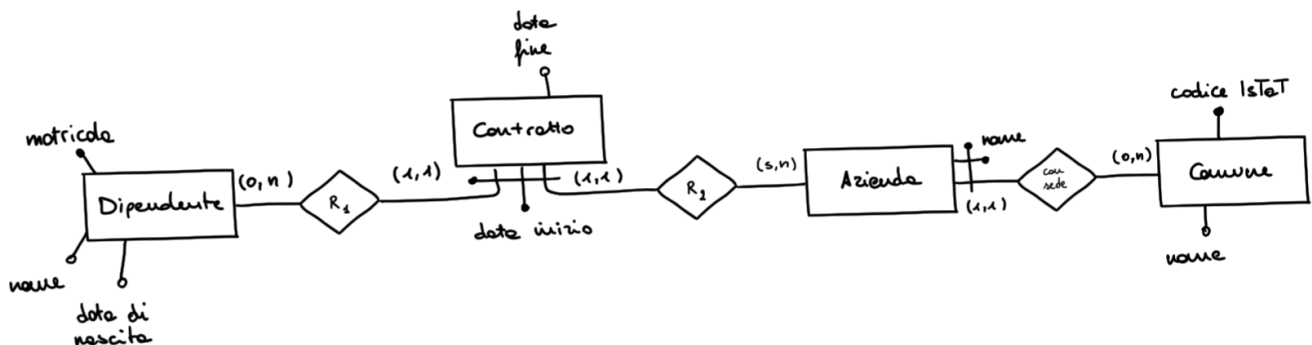 data
fine
Contratto
(1,1)
(1,1)
data inizio
matricola
Dipendente
(0,n)
nome
data di
nascita
R1
R2
(5,n)
Azienda
nome
(1,1)
con
sede
(0,n)
codice ISTAT
Comune
nome